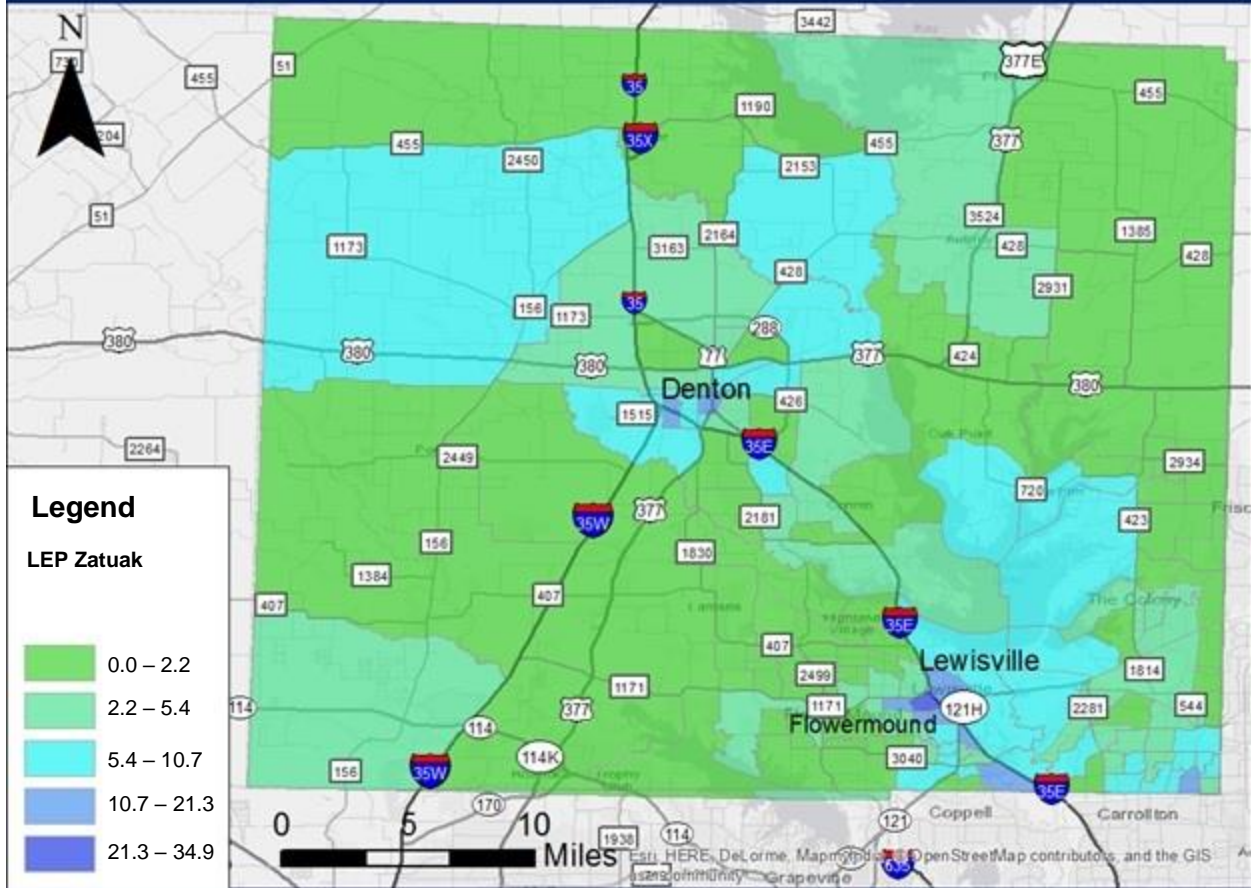 N
3442
377E
730
455
51
35
455
1190
204
35X
377
455
2450
2153
455
51
3524
1173
3163
2164
428
1385
428
428
2931
156
1173
35
288
380
380
380
77
377
424
380
Denton
1515
426
35E
Oak Point
2264
2449
2934
720
Legend
35W
377
2181
423
LEP Zatuak
156
1830
1384
407
407
The Colony
35E
0.0 – 2.2
407
Lewisville
2499
1814
2.2 – 5.4
1171
114
377
1171
Flowermound
121H
2281
544
114
5.4 – 10.7
114K
3040
156
35W
35E
10.7 – 21.3
170
Coppell
Carrollton
0 5 10
121
21.3 – 34.9
1938
114
Miles
Esri, HERE, DeLorme, OpenStreetMap contributors, and the GIS
user community
635
Grapevine